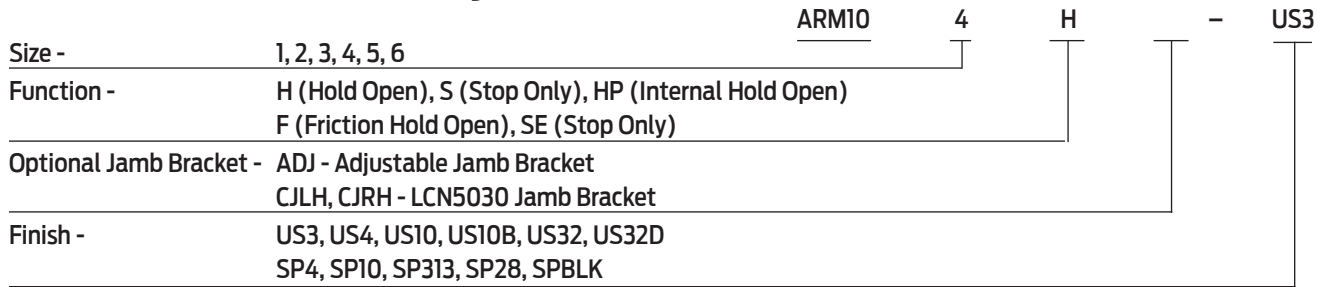 ARM10 4 H – US3
Size - 1, 2, 3, 4, 5, 6
Function - H (Hold Open), S (Stop Only), HP (Internal Hold Open)
F (Friction Hold Open), SE (Stop Only)
Optional Jamb Bracket - ADJ - Adjustable Jamb Bracket
CJLH, CJRH - LCN5030 Jamb Bracket
Finish - US3, US4, US10, US10B, US32, US32D
SP4, SP10, SP313, SP28, SPBLK